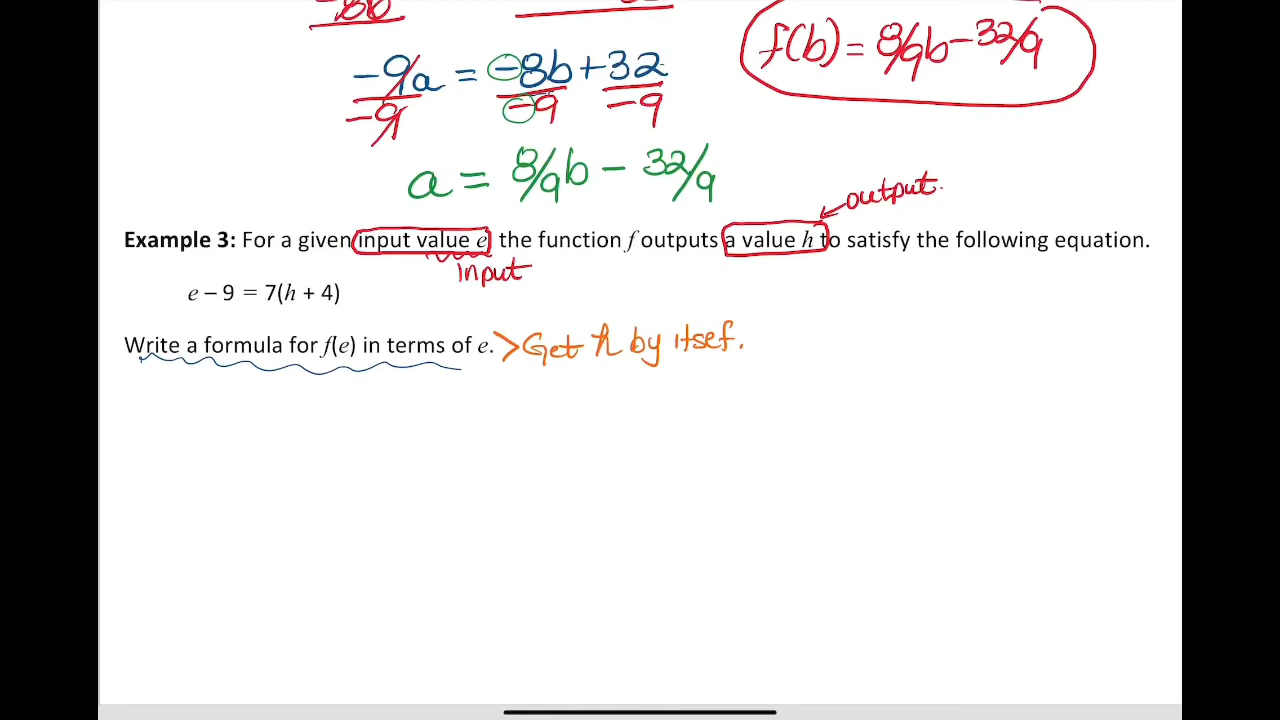 -8b
f(b) = 8/9b - 32/9
-9a = -8b + 32
-9 -9 -9
a = 8/9b - 32/9
output.
Example 3: For a given input value e the function f outputs a value h to satisfy the following equation.
input
e – 9 = 7(h + 4)
Write a formula for f(e) in terms of e. >Get h by itsef.